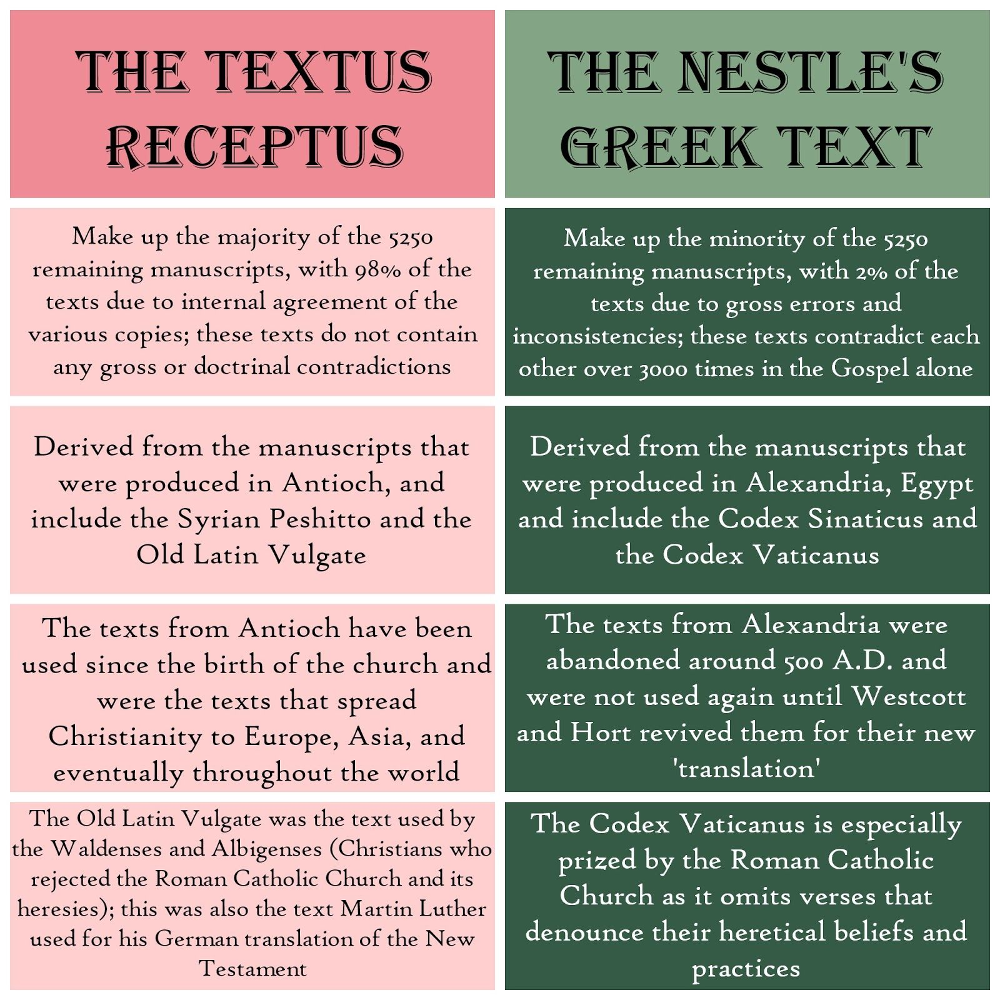 THE TEXTUS
RECEPTUS
Make up the majority of the 5250
remaining manuscripts, with 98% of the
texts due to internal agreement of the
various copies; these texts do not contain
any gross or doctrinal contradictions
Derived from the manuscripts that
were produced in Antioch, and
include the Syrian Peshitto and the
Old Latin Vulgate
The texts from Antioch have been
used since the birth of the church and
were the texts that spread
Christianity to Europe, Asia, and
eventually throughout the world
The Old Latin Vulgate was the text used by
the Waldenses and Albigenses (Christians who
rejected the Roman Catholic Church and its
heresies); this was also the text Martin Luther
used for his German translation of the New
Testament
THE NESTLE'S
GREEK TEXT
Make up the minority of the 5250
remaining manuscripts, with 2% of the
texts due to gross errors and
inconsistencies; these texts contradict each
other over 3000 times in the Gospel alone
Derived from the manuscripts that
were produced in Alexandria, Egypt
and include the Codex Sinaticus and
the Codex Vaticanus
The texts from Alexandria were
abandoned around 500 A.D. and
were not used again until Westcott
and Hort revived them for their new
'translation'
The Codex Vaticanus is especially
prized by the Roman Catholic
Church as it omits verses that
denounce their heretical beliefs and
practices